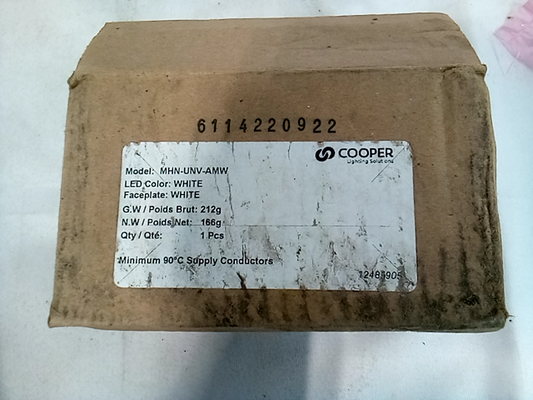 6114220922
COOPER
Lighting Solutions
Model: MHN-UNV-AMW
LED Color: WHITE
Faceplate: WHITE
G.W / Poids Brut: 212g
N.W / Poids Net: 166g
Qty / Qté: 1 Pcs
Minimum 90°C Supply Conductors